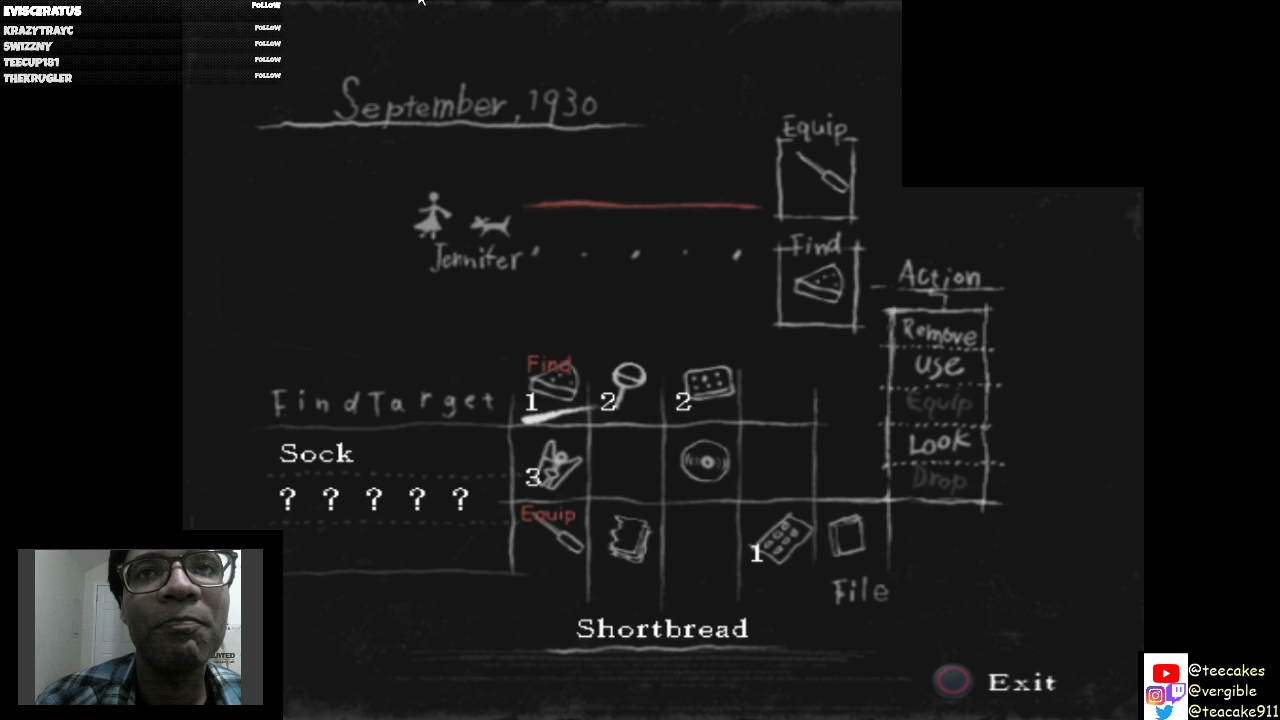 EVISCERATUS FOLLOW
KRAZYTRAYC FOLLOW
SWIZZNY FOLLOW
TEECUP181 FOLLOW
THEKRUGLER FOLLOW
September, 1930
Equip
Jennifer
Find
Action
Remove
Use
Equip
Look
Drop
Find
1 2 2
FindTarget
Sock
3
? ? ? ? ?
Equip
1
File
Shortbread
Exit
@teecakes
@vergible
@teacake911